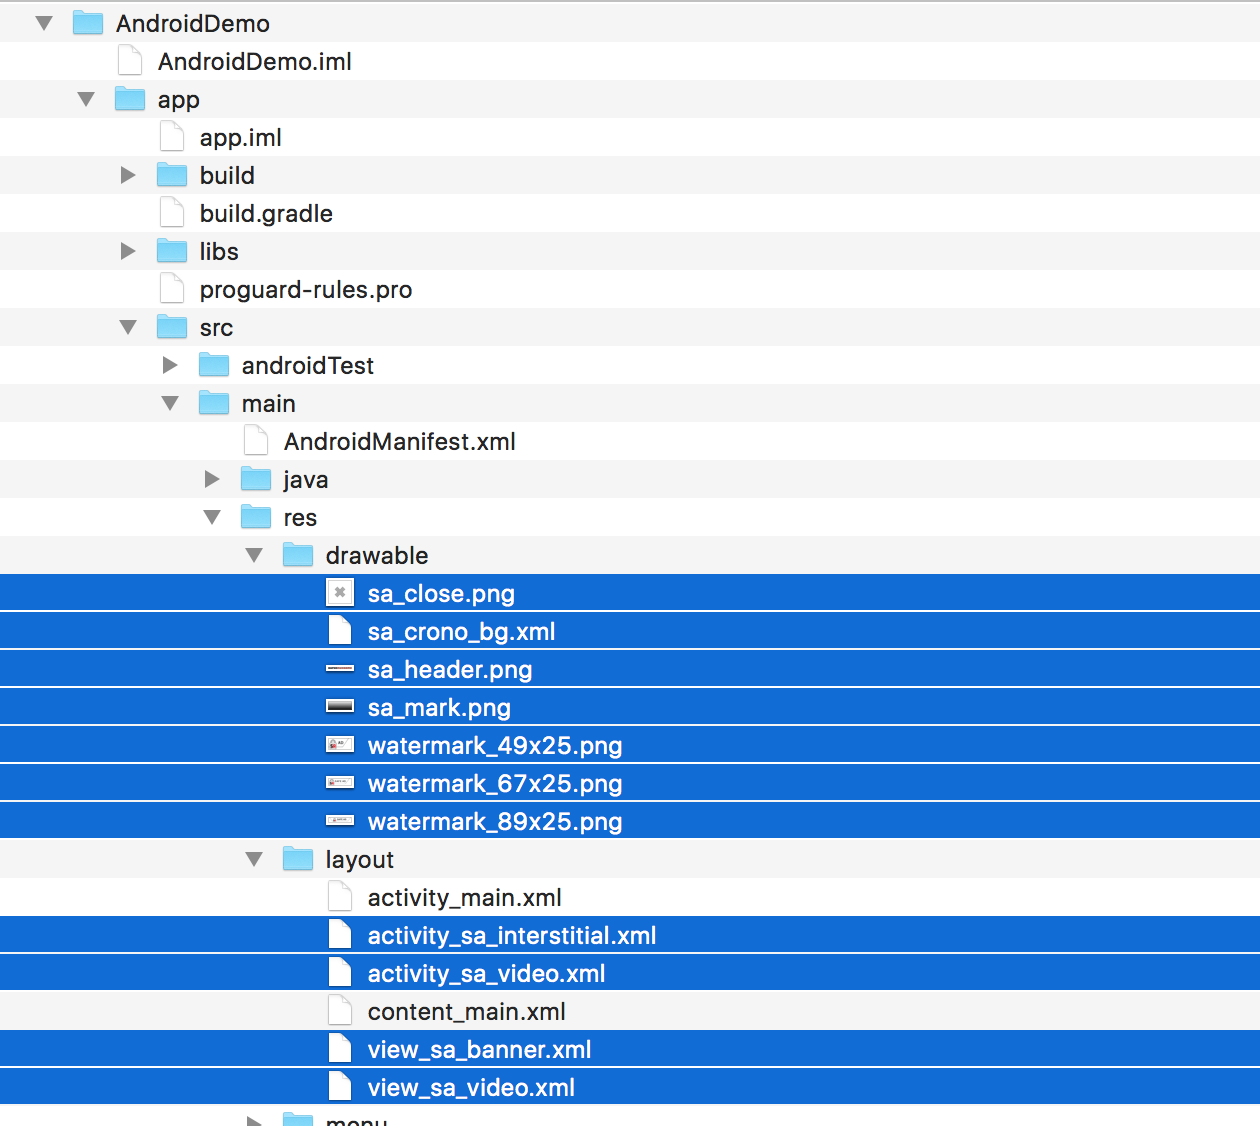 AndroidDemo
AndroidDemo.iml
app
app.iml
build
build.gradle
libs
proguard-rules.pro
src
androidTest
main
AndroidManifest.xml
java
res
drawable
sa_close.png
sa_crono_bg.xml
sa_header.png
sa_mark.png
watermark_49x25.png
watermark_67x25.png
watermark_89x25.png
layout
activity_main.xml
activity_sa_interstitial.xml
activity_sa_video.xml
content_main.xml
view_sa_banner.xml
view_sa_video.xml
menu